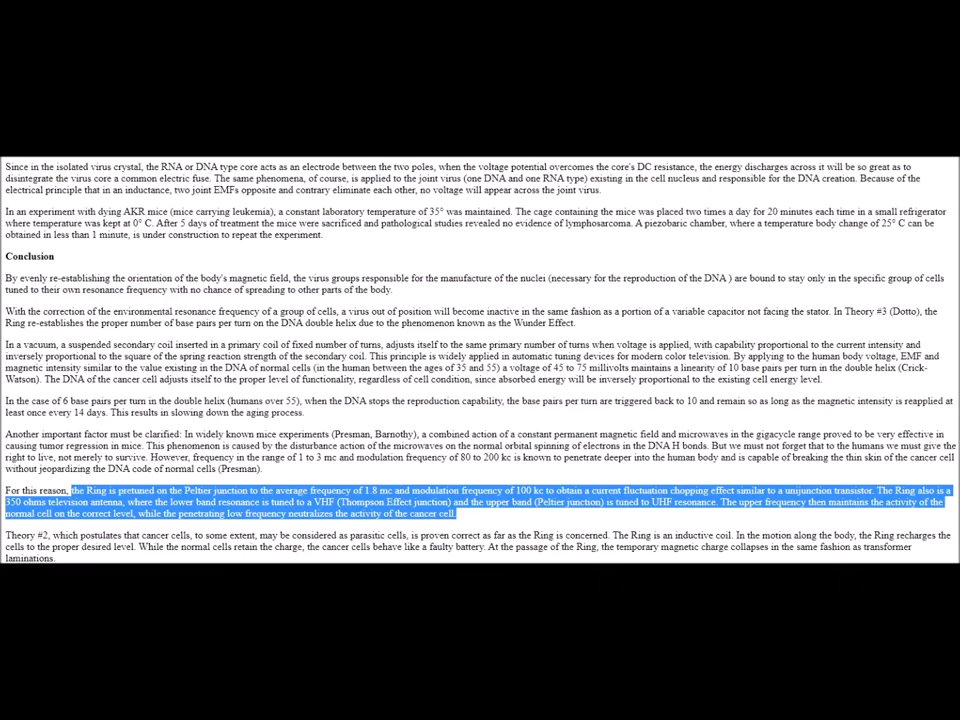 Since in the isolated virus crystal, the RNA or DNA type core acts as an electrode between the two poles, when the voltage potential overcomes the core's DC resistance, the energy discharges across it will be so great as to
disintegrate the virus core a common electric fuse. The same phenomena, of course, is applied to the joint virus (one DNA and one RNA type) existing in the cell nucleus and responsible for the DNA creation. Because of the
electrical principle that in an inductance, two joint EMFs opposite and contrary eliminate each other, no voltage will appear across the joint virus.
In an experiment with dying AKR mice (mice carrying leukemia), a constant laboratory temperature of 35° was maintained. The cage containing the mice was placed two times a day for 20 minutes each time in a small refrigerator
where temperature was kept at 0° C. After 5 days of treatment the mice were sacrificed and pathological studies revealed no evidence of lymphosarcoma. A piezobaric chamber, where a temperature body change of 25° C can be
obtained in less than 1 minute, is under construction to repeat the experiment.
Conclusion
By evenly re-establishing the orientation of the body's magnetic field, the virus groups responsible for the manufacture of the nuclei (necessary for the reproduction of the DNA ) are bound to stay only in the specific group of cells
tuned to their own resonance frequency with no chance of spreading to other parts of the body.
With the correction of the environmental resonance frequency of a group of cells, a virus out of position will become inactive in the same fashion as a portion of a variable capacitor not facing the stator. In Theory #3 (Dotto), the
Ring re-establishes the proper number of base pairs per turn on the DNA double helix due to the phenomenon known as the Wunder Effect.
In a vacuum, a suspended secondary coil inserted in a primary coil of fixed number of turns, adjusts itself to the same primary number of turns when voltage is applied, with capability proportional to the current intensity and
inversely proportional to the square of the spring reaction strength of the secondary coil. This principle is widely applied in automatic tuning devices for modern color television. By applying to the human body voltage, EMF and
magnetic intensity similar to the value existing in the DNA of normal cells (in the human between the ages of 35 and 55) a voltage of 45 to 75 millivolts maintains a linearity of 10 base pairs per turn in the double helix (Crick-
Watson). The DNA of the cancer cell adjusts itself to the proper level of functionality, regardless of cell condition, since absorbed energy will be inversely proportional to the existing cell energy level.
In the case of 6 base pairs per turn in the double helix (humans over 55), when the DNA stops the reproduction capability, the base pairs per turn are triggered back to 10 and remain so as long as the magnetic intensity is reapplied at
least once every 14 days. This results in slowing down the aging process.
Another important factor must be clarified: In widely known mice experiments (Presman, Barnothy), a combined action of a constant permanent magnetic field and microwaves in the gigacycle range proved to be very effective in
causing tumor regression in mice. This phenomenon is caused by the disturbance action of the microwaves on the normal orbital spinning of electrons in the DNA H bonds. But we must not forget that to the humans we must give the
right to live, not merely to survive. However, frequency in the range of 1 to 3 mc and modulation frequency of 80 to 200 kc is known to penetrate deeper into the human body and is capable of breaking the thin skin of the cancer cell
without jeopardizing the DNA code of normal cells (Presman).
For this reason, the Ring is pretuned on the Peltier junction to the average frequency of 1.8 mc and modulation frequency of 100 kc to obtain a current fluctuation chopping effect similar to a unijunction transistor. The Ring also is a
350 ohms television antenna, where the lower band resonance is tuned to a VHF (Thompson Effect junction) and the upper band (Peltier junction) is tuned to UHF resonance. The upper frequency then maintains the activity of the
normal cell on the correct level, while the penetrating low frequency neutralizes the activity of the cancer cell.
Theory #2, which postulates that cancer cells, to some extent, may be considered as parasitic cells, is proven correct as far as the Ring is concerned. The Ring is an inductive coil. In the motion along the body, the Ring recharges the
cells to the proper desired level. While the normal cells retain the charge, the cancer cells behave like a faulty battery. At the passage of the Ring, the temporary magnetic charge collapses in the same fashion as transformer
laminations.